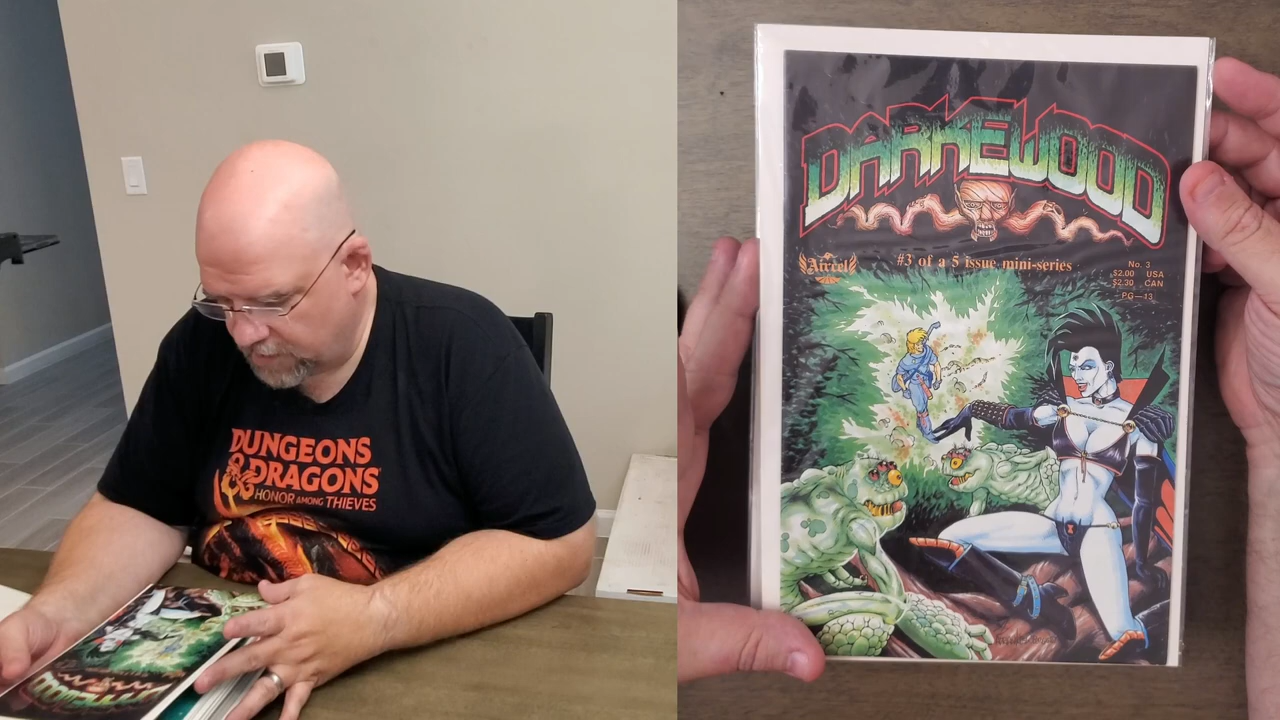 DUNGEONS
& DRAGONS
HONOR AMONG THIEVES
DARKEWOOD
Aircel
#3 of a 5 issue mini-series
No. 3
$2.00 USA
$2.30 CAN
PG-13
DARKEWOOD